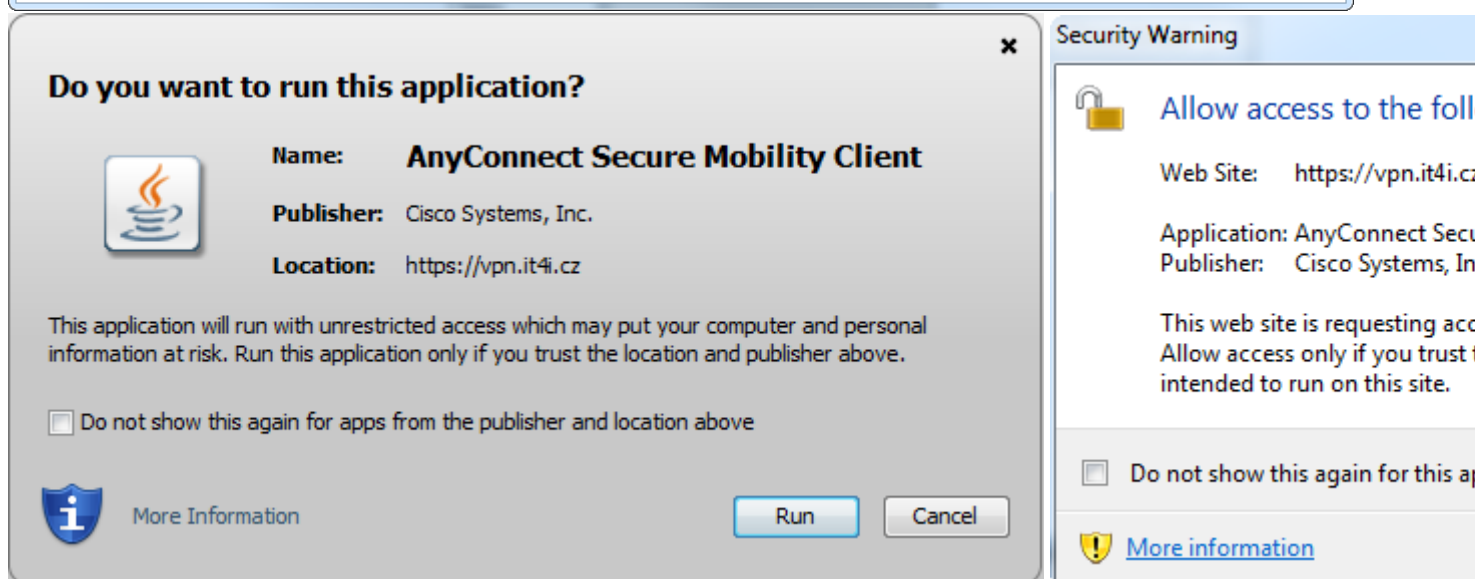 Do you want to run this application?
Name: AnyConnect Secure Mobility Client
Publisher: Cisco Systems, Inc.
Location: https://vpn.it4i.cz
This application will run with unrestricted access which may put your computer and personal
information at risk. Run this application only if you trust the location and publisher above.
Do not show this again for apps from the publisher and location above
More Information
Run
Cancel
Security Warning
Allow access to the
Web Site: https://vpn.it4i.cz
Application: AnyConnect
Publisher: Cisco Systems,
This web site is requesting
Allow access only if you trust
intended to run on this site.
Do not show this again for this
More information